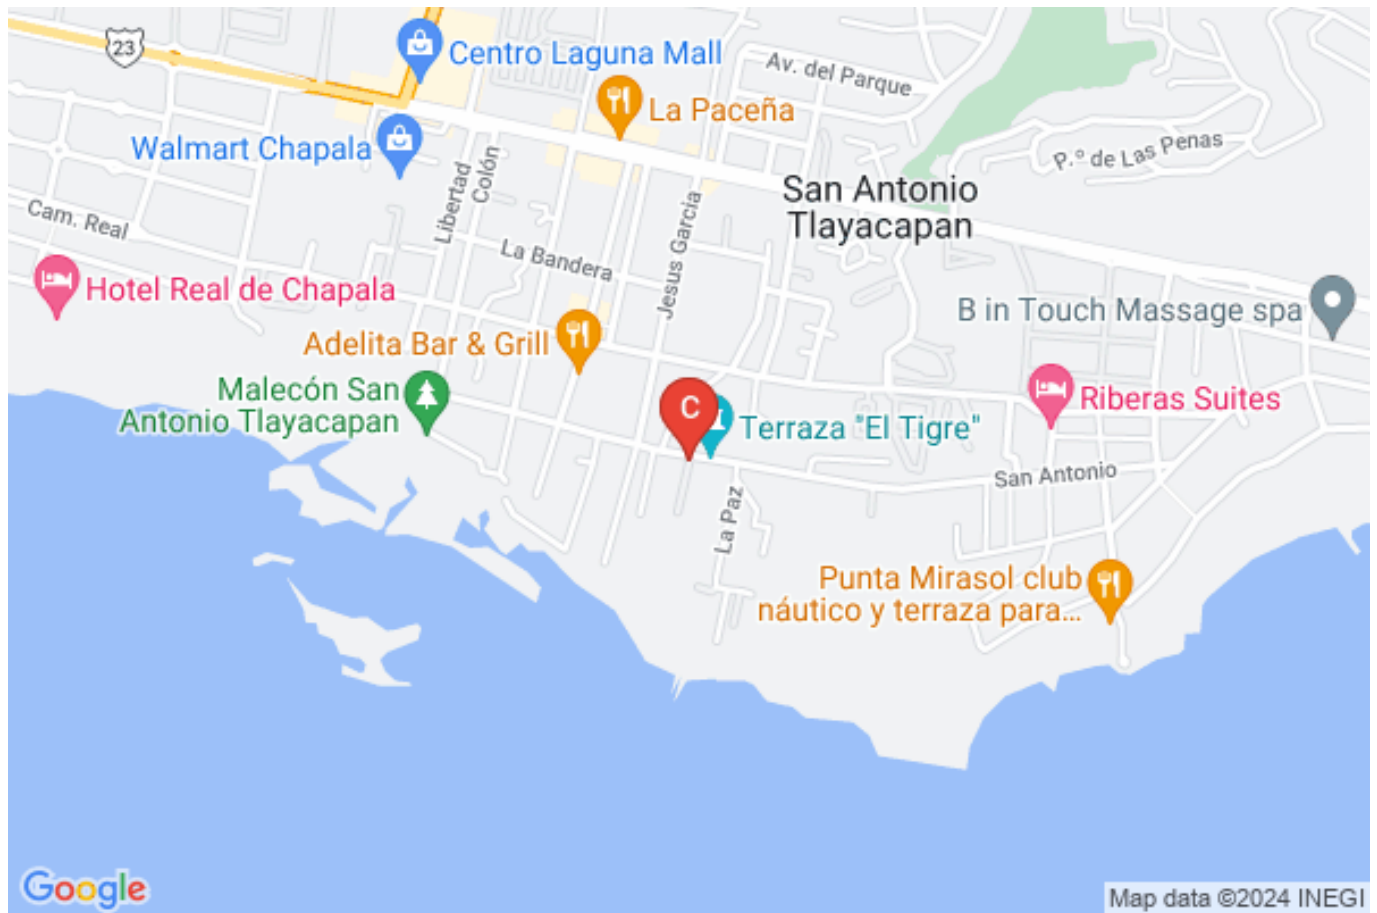 23
Centro Laguna Mall
Av. del Parque
La Paceña
Walmart Chapala
P.º de Las Penas
Libertad
Colón
San Antonio
Tlayacapan
Cam. Real
Jesus Garcia
La Bandera
Hotel Real de Chapala
B in Touch Massage spa
Adelita Bar & Grill
Malecón San
Antonio Tlayacapan
C
Riberas Suites
Terraza "El Tigre"
San Antonio
La Paz
Punta Mirasol club
náutico y terraza para...
Google
Map data ©2024 INEGI